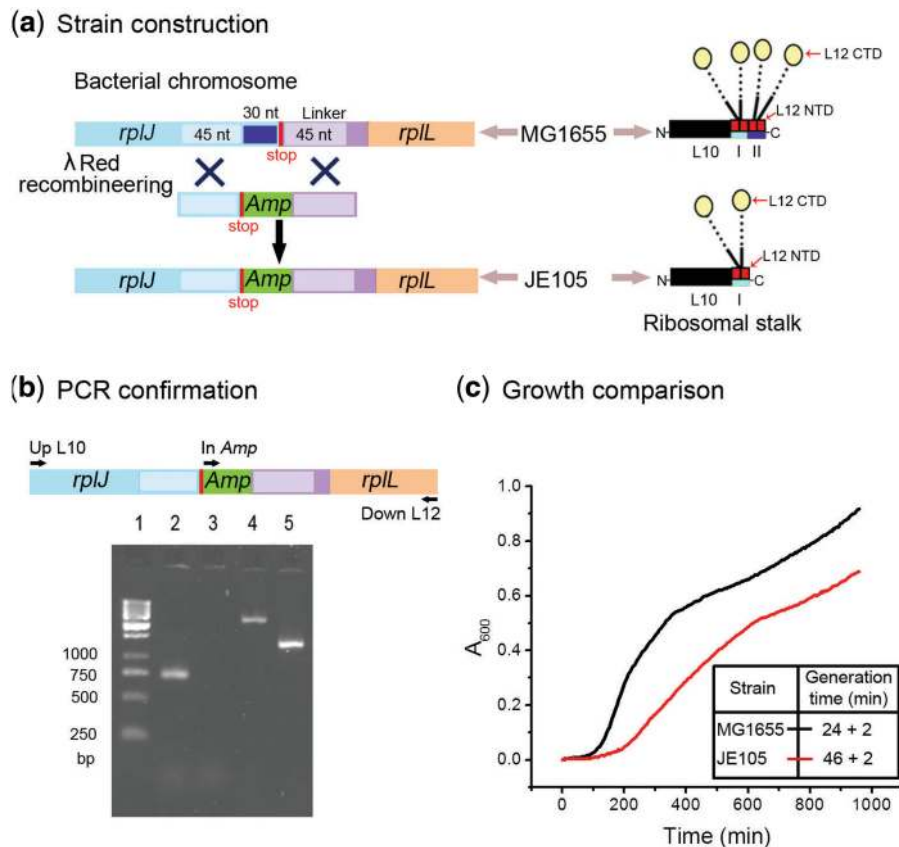 (a) Strain construction
Bacterial chromosome
30 nt Linker
rplJ 45 nt 45 nt rplL
stop
MG1655
λ Red
recombineering
Amp
stop
rplJ Amp rplL
stop
JE105
L12 CTD
L12 NTD
N C
L10 I II
L12 CTD
L12 NTD
N C
L10 I
Ribosomal stalk
(b) PCR confirmation
Up L10 In Amp
rplJ Amp rplL
Down L12
1 2 3 4 5
1000
750
500
250
bp
(c) Growth comparison
A600
1.0
0.8
0.6
0.4
0.2
0.0
0 200 400 600 800 1000
Time (min)
Strain Generation
time (min)
MG1655 24 + 2
JE105 46 + 2